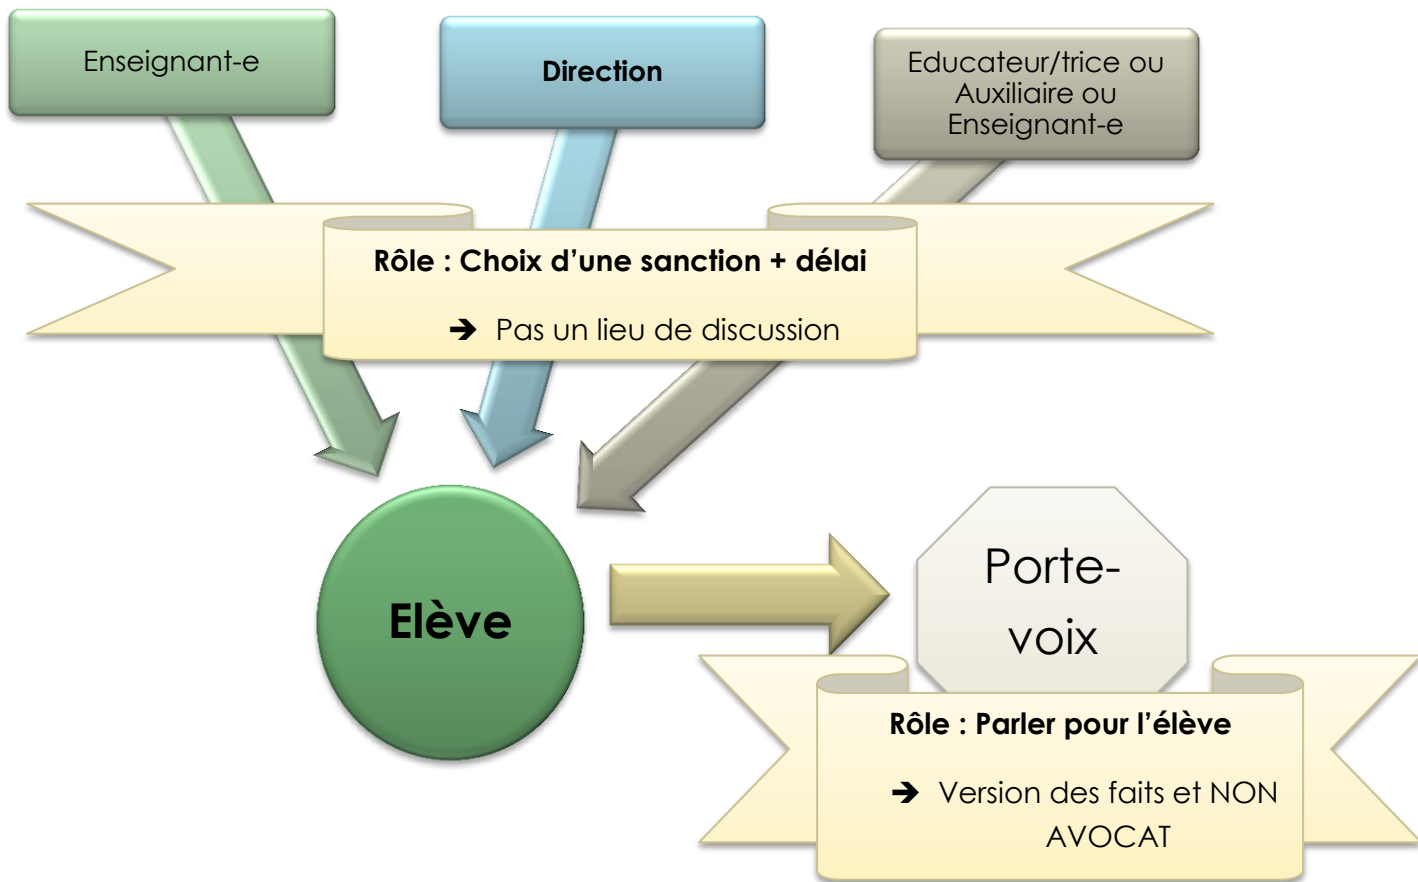 Enseignant-e
Direction
Educateur/trice ou
Auxiliaire ou
Enseignant-e
Rôle : Choix d’une sanction + délai
➔ Pas un lieu de discussion
Elève
Porte-
voix
Rôle : Parler pour l’élève
➔ Version des faits et NON
AVOCAT